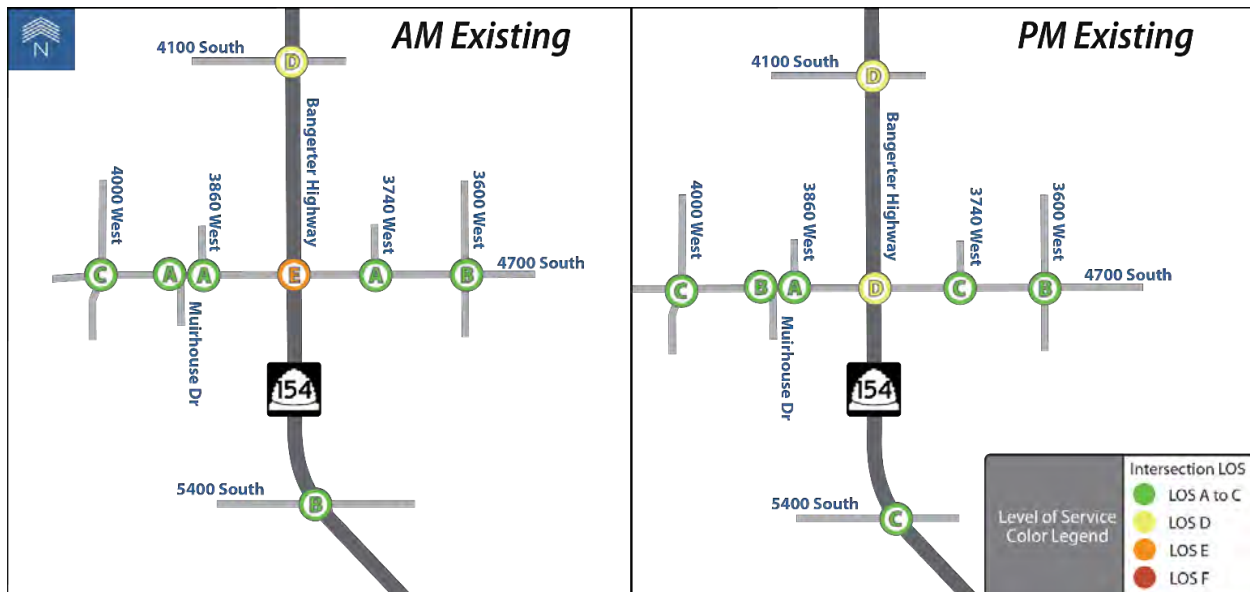 N
AM Existing
4100 South
D
Bangerter Highway
4000 West
3860 West
3740 West
3600 West
4700 South
C
A
A
E
A
B
Muirhouse Dr
154
5400 South
B
PM Existing
4100 South
D
Bangerter Highway
4000 West
3860 West
3740 West
3600 West
4700 South
C
B
A
D
C
B
Muirhouse Dr
154
5400 South
C
Level of Service
Color Legend
Intersection LOS
LOS A to C
LOS D
LOS E
LOS F